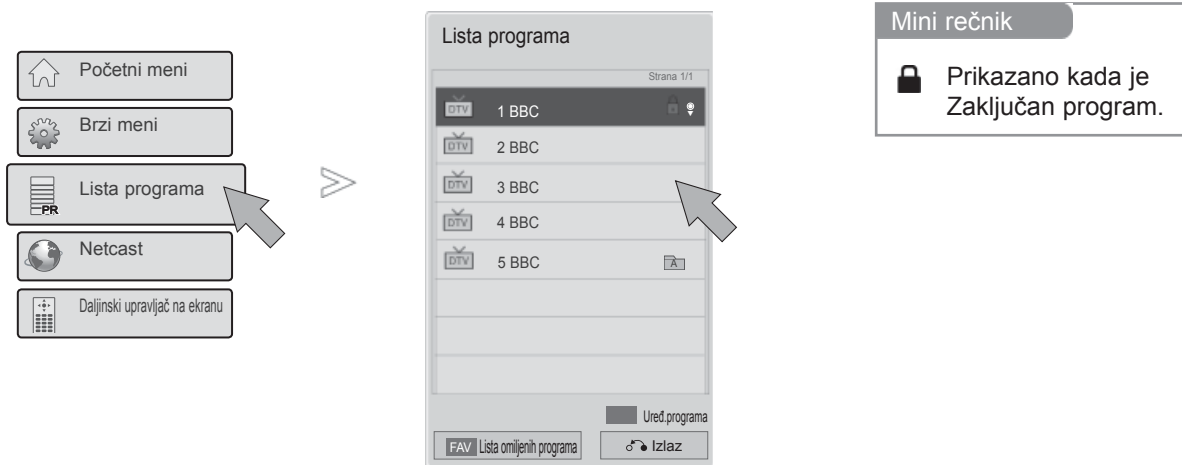 Početni meni
Brzi meni
PR
Lista programa
Netcast
Daljinski upravljač na ekranu
Lista programa
Strana 1/1
DTV 1 BBC
DTV 2 BBC
DTV 3 BBC
DTV 4 BBC
DTV 5 BBC A
Uređ.programa
FAV Lista omiljenih programa
Izlaz
Mini rečnik
Prikazano kada je
Zaključan program.